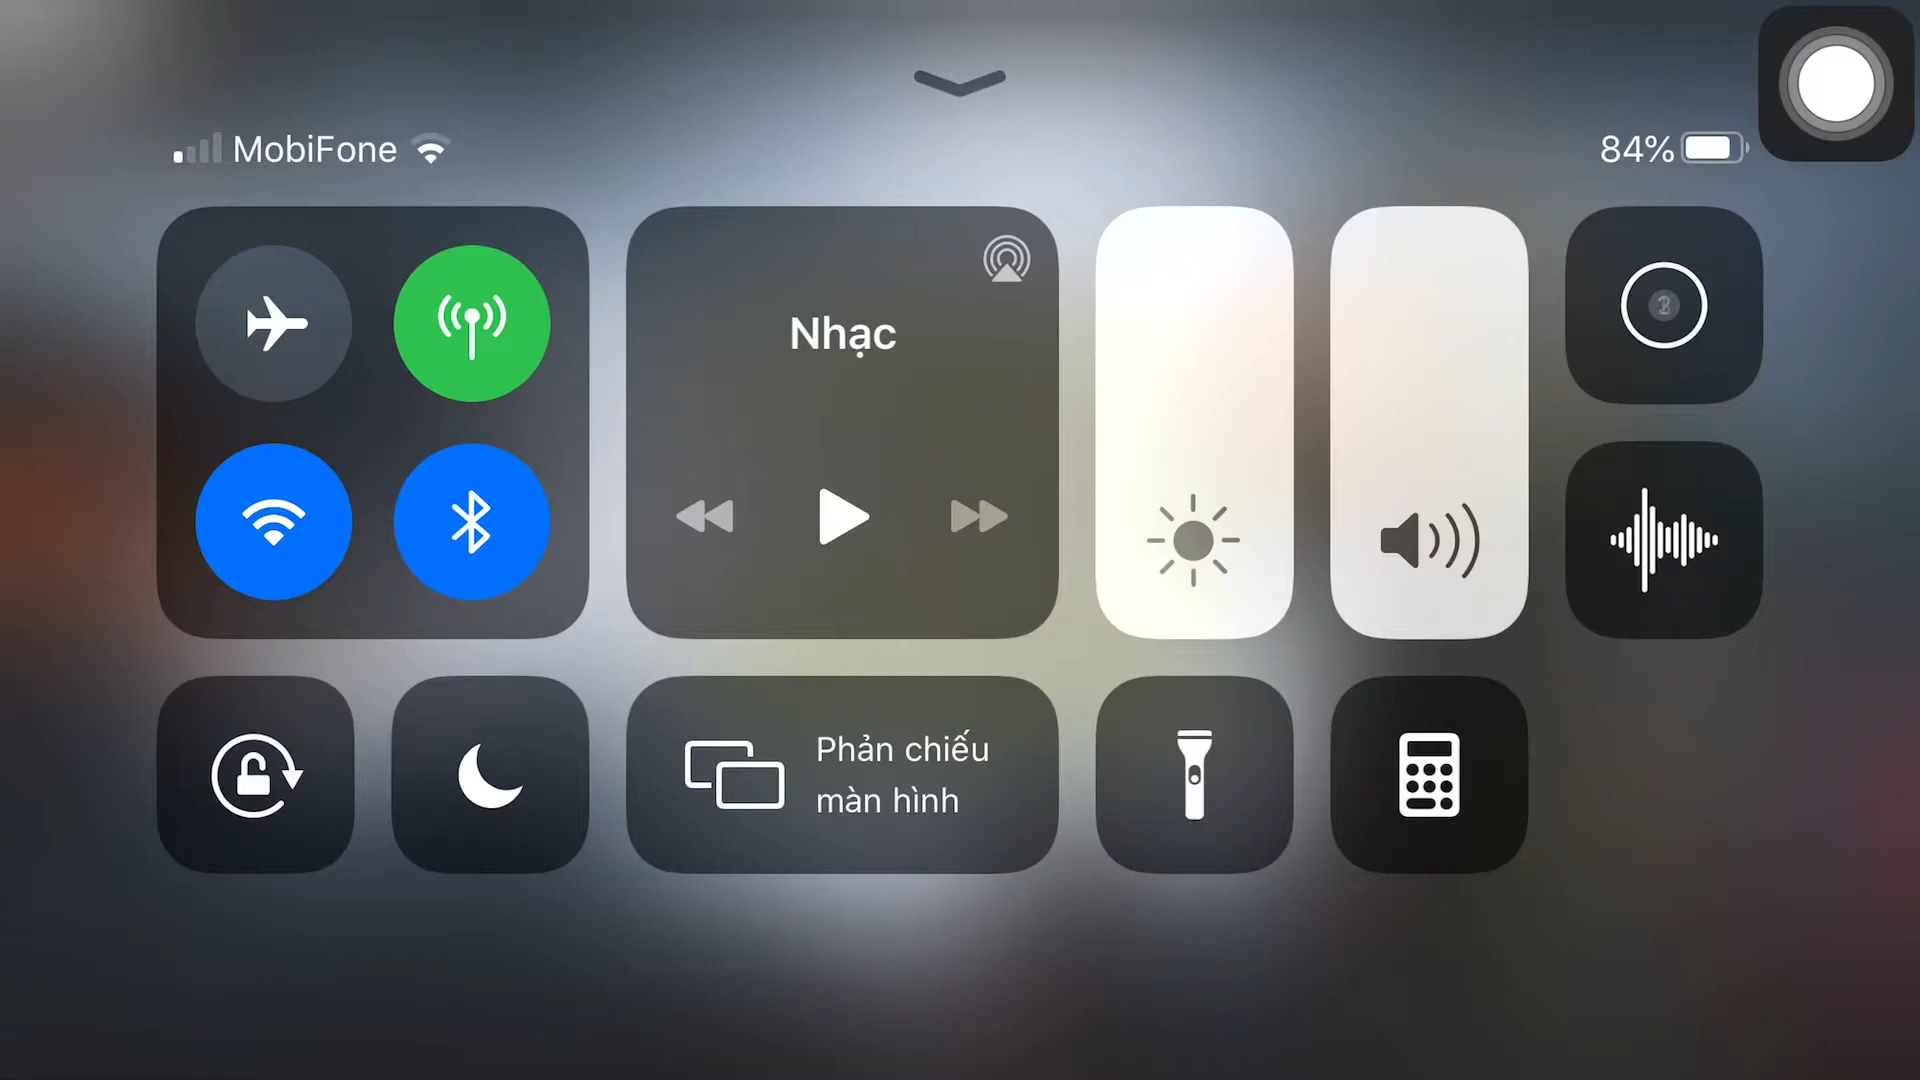 MobiFone
84%
Nhạc
Phản chiếu
màn hình